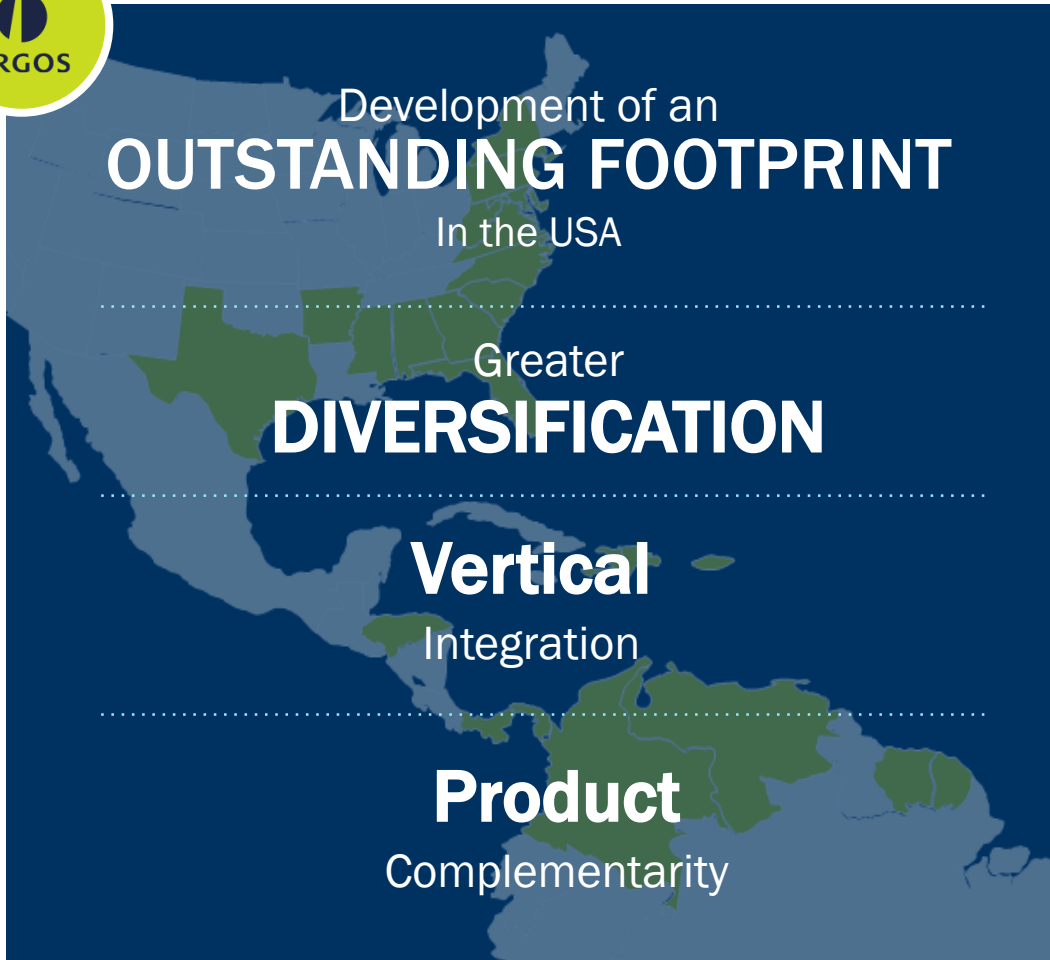 RGOS
Development of an
OUTSTANDING FOOTPRINT
In the USA
Greater
DIVERSIFICATION
Vertical
Integration
Product
Complementarity